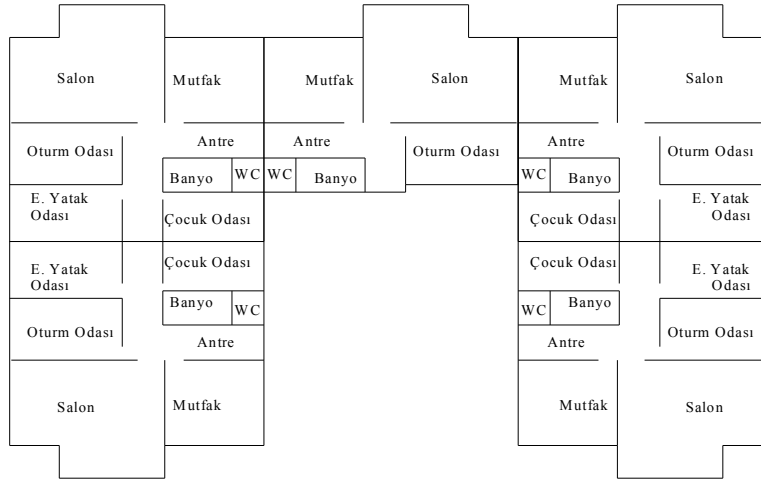 Salon
Mutfak
Mutfak
Salon
Mutfak
Salon
Oturm Odası
Antre
Antre
Oturm Odası
Antre
Oturm Odası
Banyo
WC
WC
Banyo
WC
Banyo
E. Yatak
Odası
E. Yatak
Odası
Çocuk Odası
Çocuk Odası
E. Yatak
Odası
Çocuk Odası
Çocuk Odası
E. Yatak
Odası
Banyo
WC
WC
Banyo
Oturm Odası
Antre
Antre
Oturm Odası
Salon
Mutfak
Mutfak
Salon